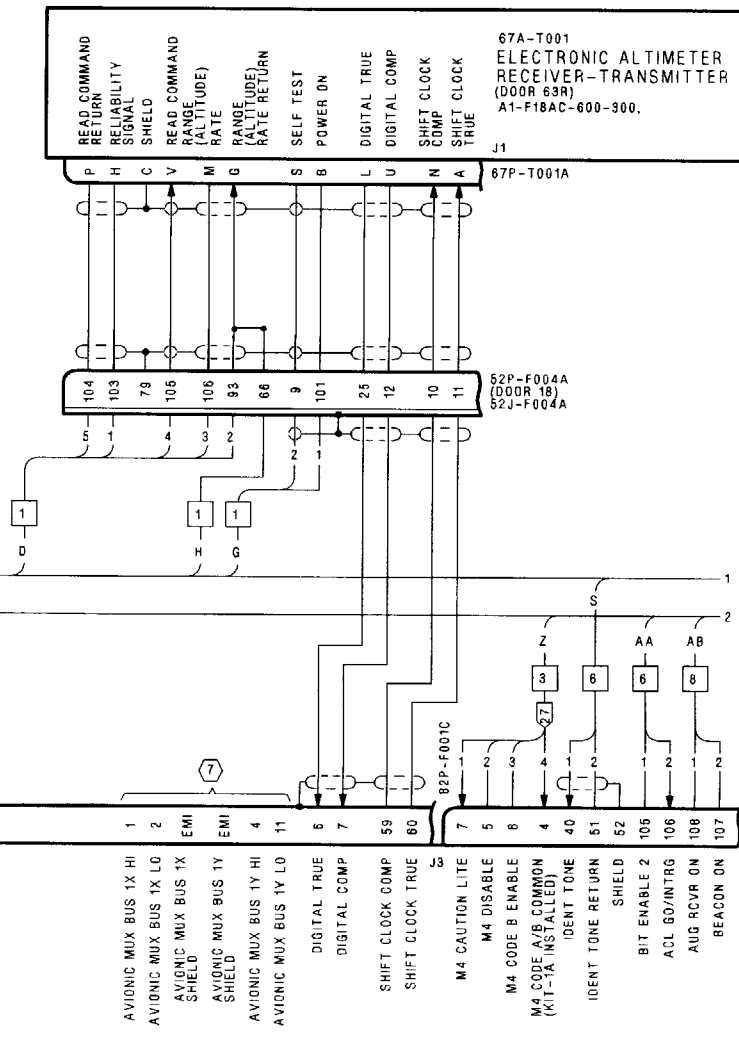 67A-T001
ELECTRONIC ALTIMETER
RECEIVER-TRANSMITTER
(DOOR 63R)
A1-F18AC-600-300,
J1
READ COMMAND
RETURN
RELIABILITY
SIGNAL
SHIELD
READ COMMAND
RANGE
(ALTITUDE)
RATE
RANGE
(ALTITUDE)
RATE RETURN
SELF TEST
POWER ON
DIGITAL TRUE
DIGITAL COMP
SHIFT CLOCK
COMP
SHIFT CLOCK
TRUE
P H C V M G S B L U N A
67P-T001A
104 103 79 105 106 93 66 9 101 25 12 10 11
52P-F004A
(DOOR 18)
52J-F004A
5 1 4 3 2 2 1
1 1 1
D H G
1
S
2
Z AA AB
3 6 6 8
27
82P-F001C
7
1 2 3 4 1 2 1 2 1 2
1 2 EMI EMI 4 11 6 7 59 60
J3
7 5 6 4 40 51 52 105 106 108 107
AVIONIC MUX BUS 1X HI
AVIONIC MUX BUS 1X LO
AVIONIC MUX BUS 1X
SHIELD
AVIONIC MUX BUS 1Y
SHIELD
AVIONIC MUX BUS 1Y HI
AVIONIC MUX BUS 1Y LO
DIGITAL TRUE
DIGITAL COMP
SHIFT CLOCK COMP
SHIFT CLOCK TRUE
M4 CAUTION LITE
M4 DISABLE
M4 CODE B ENABLE
M4 CODE A/B COMMON
(KIT-1A INSTALLED)
IDENT TONE
IDENT TONE RETURN
SHIELD
BIT ENABLE 2
ACL GO/INTRG
AUG RCVR ON
BEACON ON